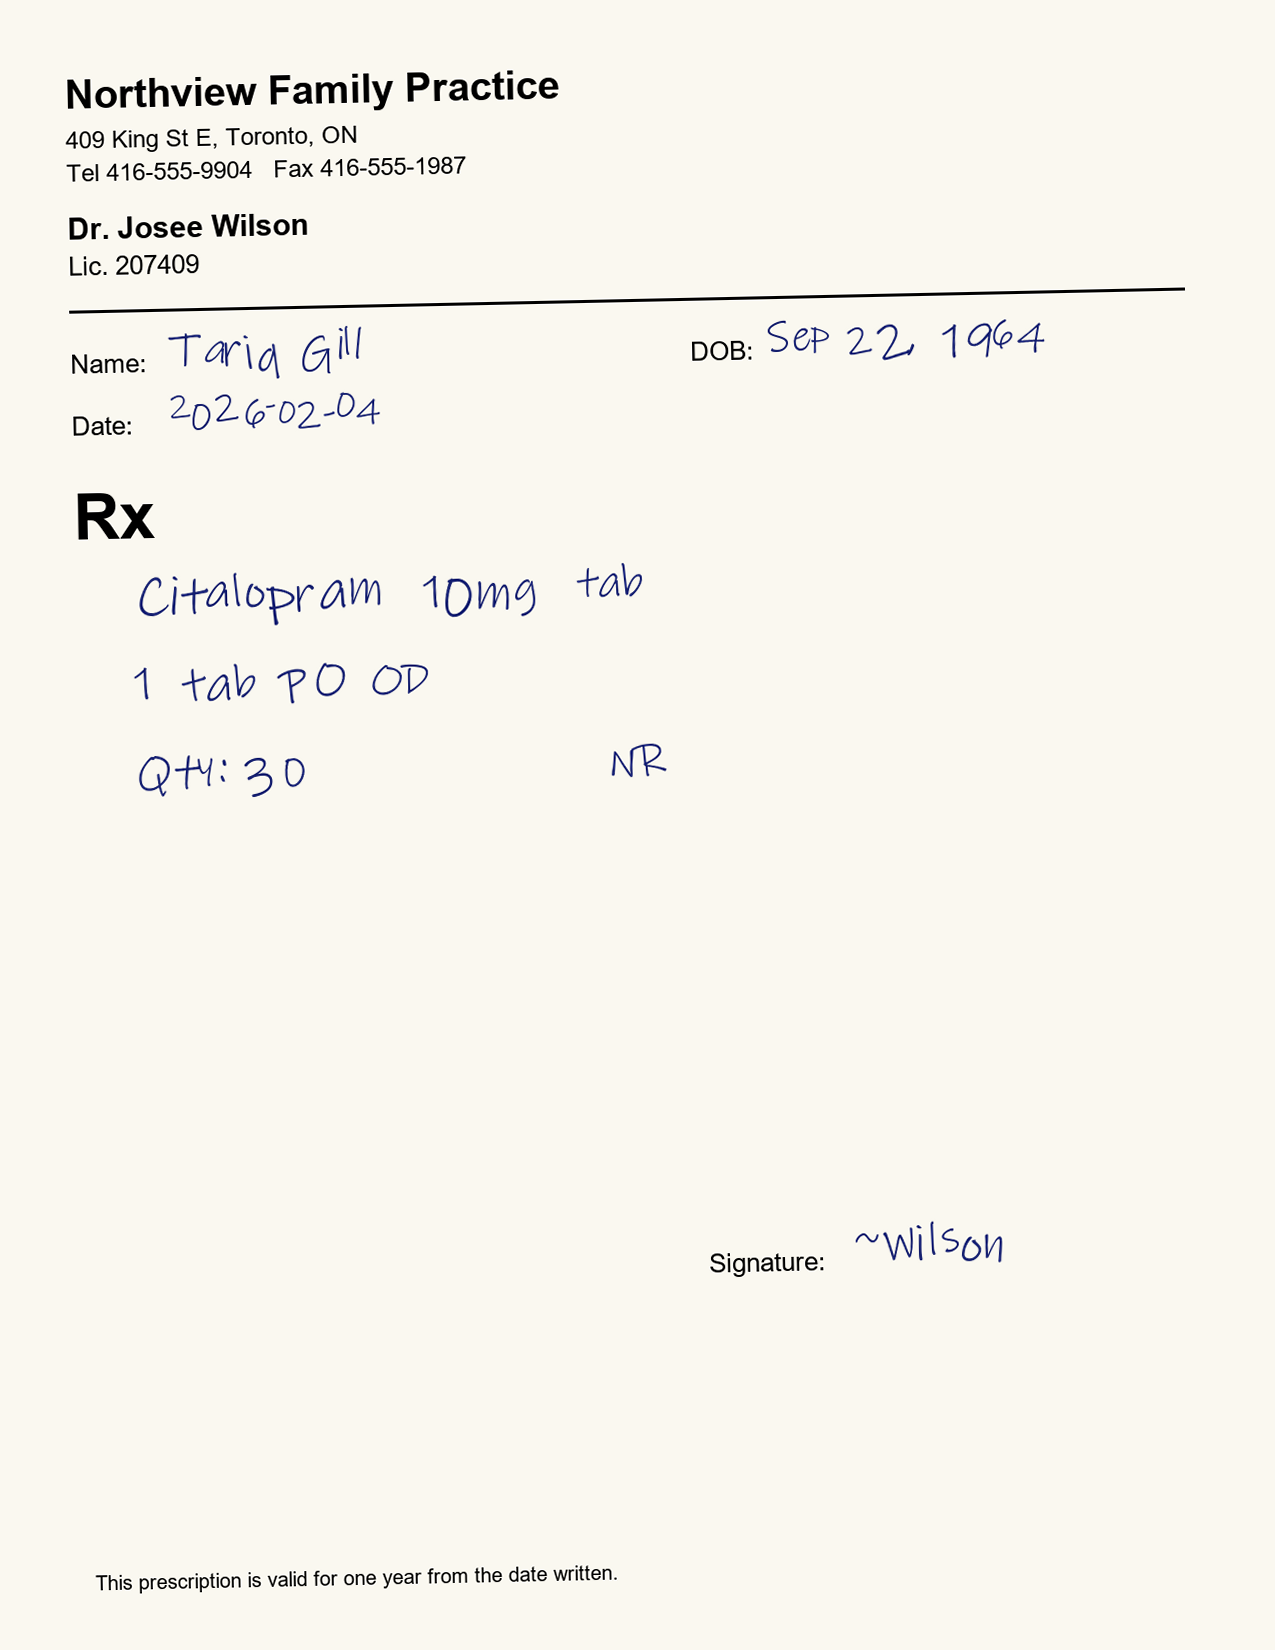 Northview Family Practice
409 King St E, Toronto, ON
Tel 416-555-9904 Fax 416-555-1987
Dr. Josee Wilson
Lic. 207409
Name: Tariq Gill DOB: Sep 22, 1964
Date: 2026-02-04
Rx
Citalopram 10mg tab
1 tab PO OD
Qty: 30 NR
Signature: ~Wilson
This prescription is valid for one year from the date written.